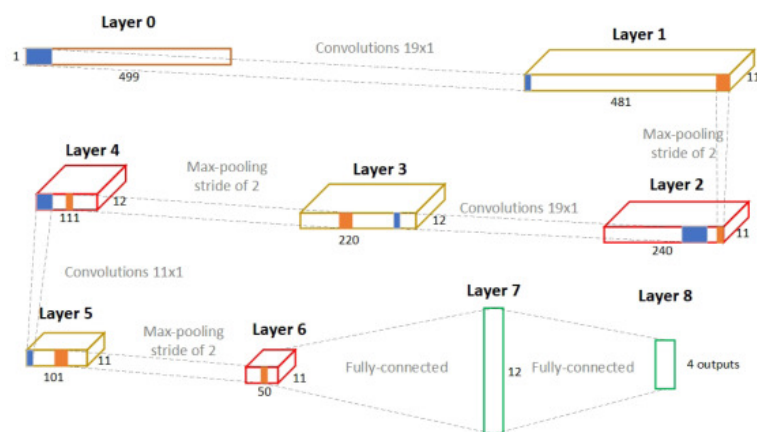 Layer 0
Convolutions 19x1
Layer 1
1
499
481
11
Max-pooling
stride of 2
Layer 4
Max-pooling
stride of 2
Layer 3
Layer 2
12
111
12
220
Convolutions 19x1
11
240
Convolutions 11x1
Layer 5
Max-pooling
stride of 2
Layer 6
Layer 7
Layer 8
11
101
11
50
Fully-connected
12
Fully-connected
4 outputs